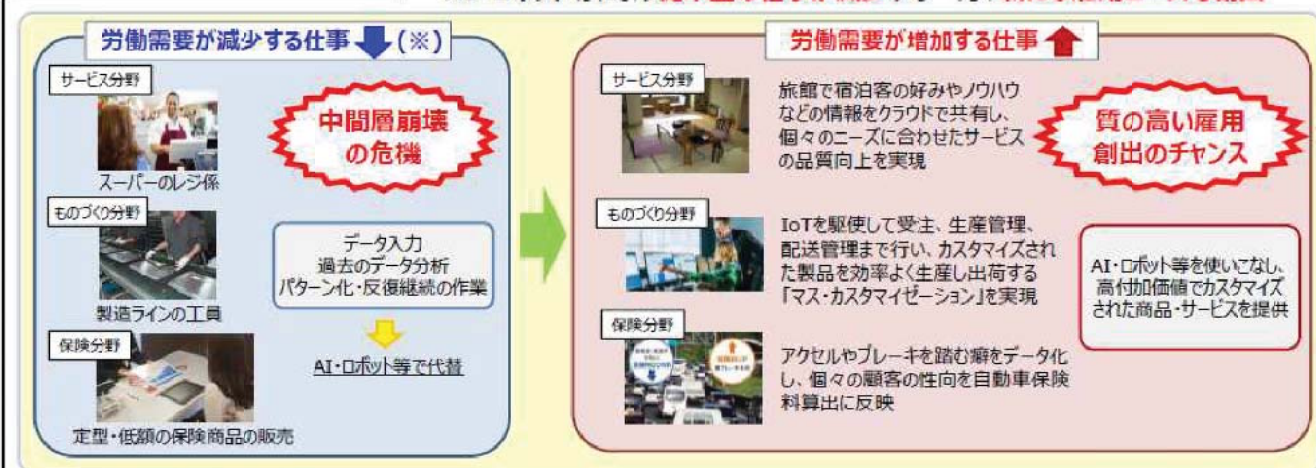 労働需要が減少する仕事 (※)
サービス分野
スーパーのレジ係
中間層崩壊
の危機
ものづくり分野
製造ラインの工員
データ入力
過去のデータ分析
パターン化・反復継続の作業
AI・ロボット等で代替
保険分野
定型・低額の保険商品の販売
労働需要が増加する仕事
サービス分野
旅館で宿泊客の好みやノウハウ
などの情報をクラウドで共有し、
個々のニーズに合わせたサービス
の品質向上を実現
質の高い雇用
創出のチャンス
ものづくり分野
IoTを駆使して受注、生産管理、
配送管理まで行い、カスタマイズされ
た製品を効率よく生産し出荷する
「マス・カスタマイゼーション」を実現
AI・ロボット等を使いこなし、
高付加価値でカスタマイズ
された商品・サービスを提供
保険分野
アクセルやブレーキを踏む癖をデータ化
し、個々の顧客の性向を自動車保険
料算出に反映